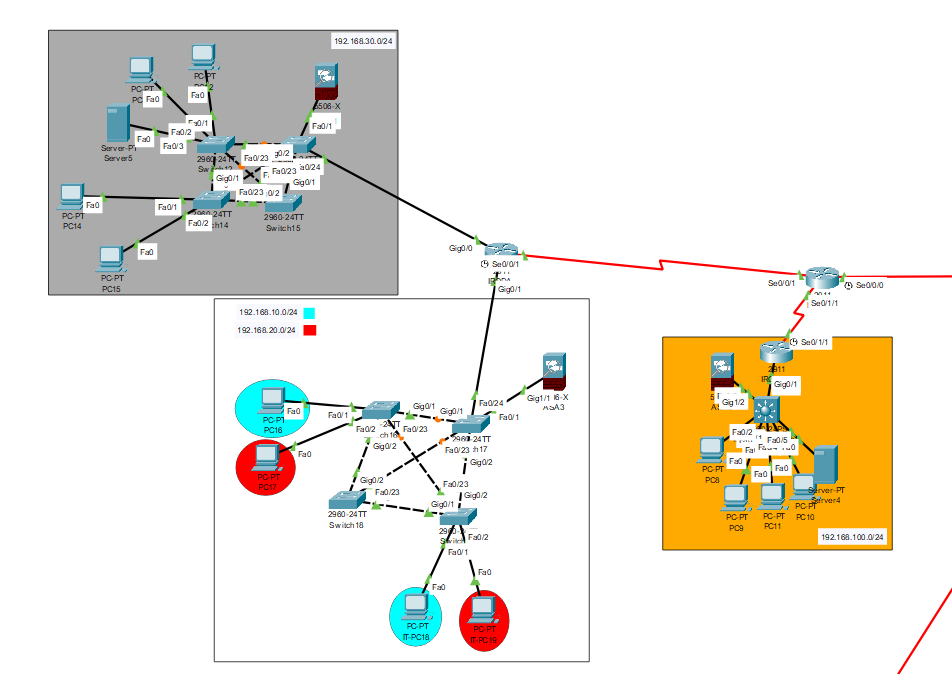 192.168.30.0/24
PC-PT
Fa0
Fa0
Fa0/1
Fa0/2
Fa0
Fa0/3
Server5
Fa0/1
Fa0/23
Fa0/24
Fa0/23
Gig0/1
Gig0/1
Fa0/23
2960-24TT
Switch15
PC-PT
PC14
Fa0
Fa0/1
Fa0/2
Fa0
PC-PT
PC15
Gig0/0
Se0/0/1
Gig0/1
Se0/0/1
Se0/0/0
Se0/1/1
192.168.10.0/24
192.168.20.0/24
PC-PT
PC16
Fa0
Fa0/1
Gig0/1
Gig0/1
Fa0/24
Fa0/1
Gig1/1
Fa0/2
Fa0/23
Gig0/2
Fa0/23
Gig0/2
PC-PT
PC17
Fa0
Gig0/2
Fa0/23
Fa0/23
Gig0/1
Gig0/2
2960-24TT
Switch18
Fa0/2
Fa0/1
Fa0
Fa0
PC-PT
IT-PC18
PC-PT
IT-PC19
Se0/1/1
2911
Gig0/1
Gig1/2
Fa0/2
Fa0/5
Fa0
Fa0
Fa0
PC-PT
PC8
PC-PT
PC9
PC-PT
PC11
PC-PT
PC10
Server-PT
Server4
192.168.100.0/24